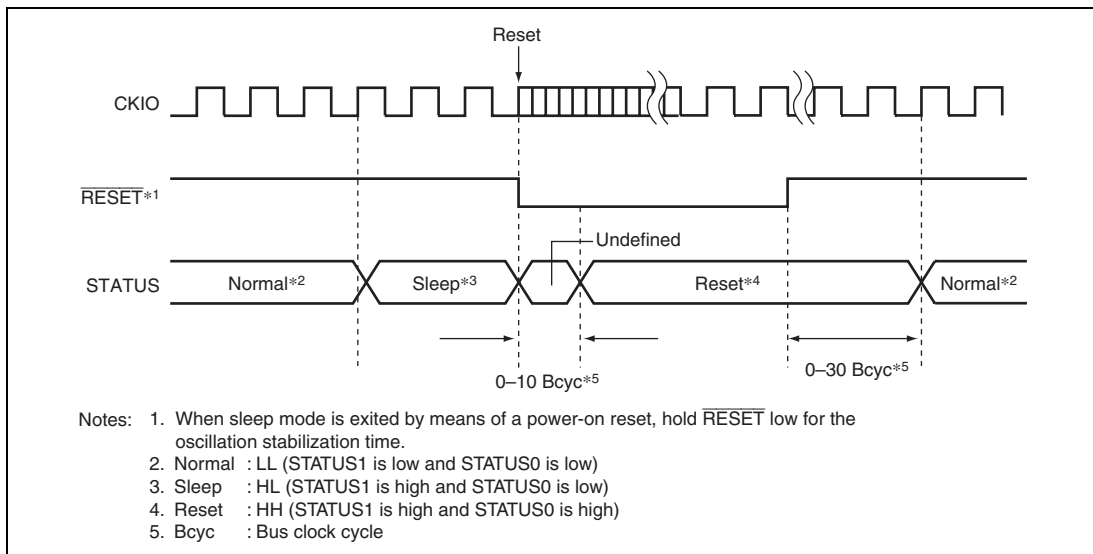 Reset
CKIO
RESET*1
Undefined
STATUS
Normal*2
Sleep*3
Reset*4
Normal*2
0–10 Bcyc*5
0–30 Bcyc*5
Notes: 1. When sleep mode is exited by means of a power-on reset, hold RESET low for the
oscillation stabilization time.
2. Normal : LL (STATUS1 is low and STATUS0 is low)
3. Sleep : HL (STATUS1 is high and STATUS0 is low)
4. Reset : HH (STATUS1 is high and STATUS0 is high)
5. Bcyc : Bus clock cycle